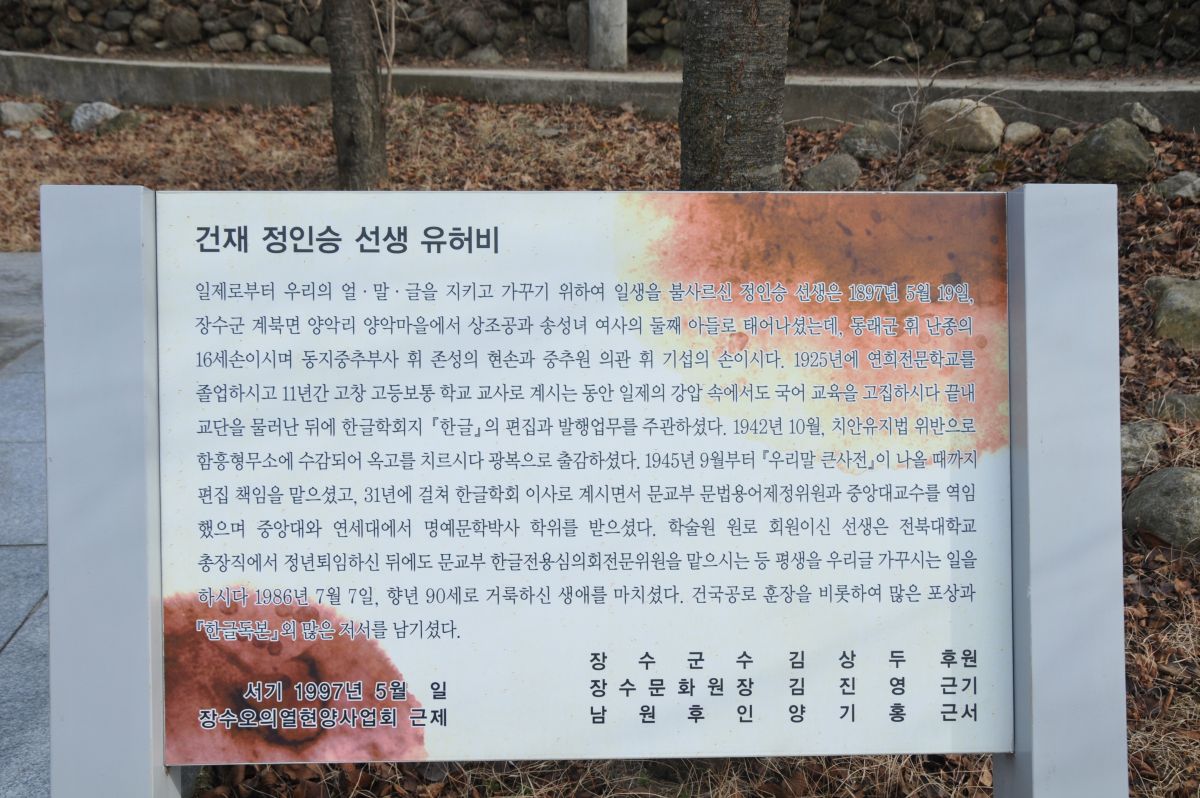 건재 정인승 선생 유허비
일제로부터 우리의 얼·말·글을 지키고 가꾸기 위하여 일생을 불사르신 정인승 선생은 1897년 5월 19일,
장수군 계북면 양악리 양악마을에서 상조공과 송성녀 여사의 둘째 아들로 태어나셨는데, 동래군 휘 난종의
16세손이시며 동지중추부사 휘 존성의 현손과 중추원 의관 휘 기섭의 손이시다. 1925년에 연희전문학교를
졸업하시고 11년간 고창 고등보통 학교 교사로 계시는 동안 일제의 강압 속에서도 국어 교육을 고집하시다 끝내
교단을 물러난 뒤에 한글학회지 『한글』의 편집과 발행업무를 주관하셨다. 1942년 10월, 치안유지법 위반으로
함흥형무소에 수감되어 옥고를 치르시다 광복으로 출감하셨다. 1945년 9월부터 『우리말 큰사전』이 나올 때까지
편집 책임을 맡으셨고, 31년에 걸쳐 한글학회 이사로 계시면서 문교부 문법용어제정위원과 중앙대교수를 역임
했으며 중앙대와 연세대에서 명예문학박사 학위를 받으셨다. 학술원 원로 회원이신 선생은 전북대학교
총장직에서 정년퇴임하신 뒤에도 문교부 한글전용심의회전문위원을 맡으시는 등 평생을 우리글 가꾸시는 일을
하시다 1986년 7월 7일, 향년 90세로 거룩하신 생애를 마치셨다. 건국공로 훈장을 비롯하여 많은 포상과
『한글독본』외 많은 저서를 남기셨다.
장 수 군 수 김 상 두 후원
서기 1997년 5월 일
장수문화원장 김 진 영 근기
장수오의열현양사업회 근제
남 원 후 인 양 기 홍 근서